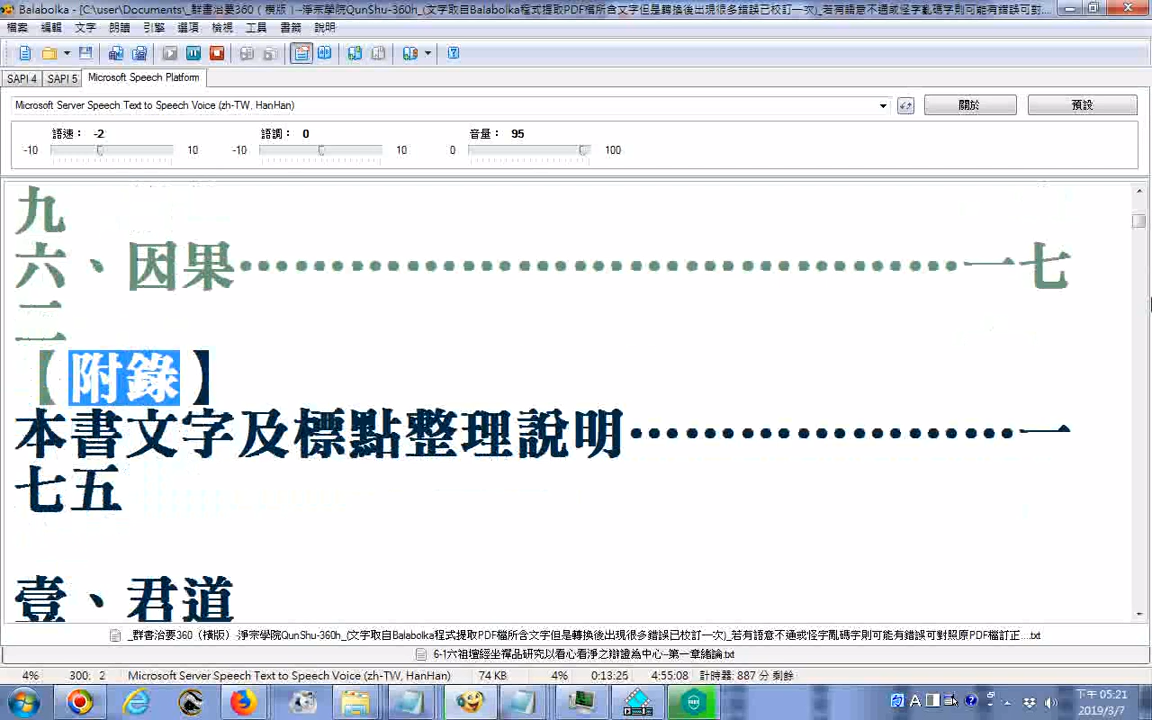 Balabolka - [C:\user\Documents\_群書治要360（橫版）-淨宗學院QunShu-360h_(文字取自Balabolka程式提取PDF檔所含文字但是轉換後出現很多錯誤已校訂一次)_若有語意不通或怪字亂碼字則可能有錯誤可對...
檔案 編輯 文字 朗讀 引擎 選項 檢視 工具 書籤 說明
SAPI 4 SAPI 5 Microsoft Speech Platform
Microsoft Server Speech Text to Speech Voice (zh-TW, HanHan) 關於 預設
語速： -2 語調： 0 音量： 95
-10 10 -10 10 0 100
九
六、因果……………………………………一七
二
【附錄】
本書文字及標點整理說明…………………一
七五
壹、君道
_群書治要360（橫版）-淨宗學院QunShu-360h_(文字取自Balabolka程式提取PDF檔所含文字但是轉換後出現很多錯誤已校訂一次)_若有語意不通或怪字亂碼字則可能有錯誤可對照原PDF檔訂正....txt
6-1六祖壇經坐禪品研究以看心看淨之辯證為中心--第一章緒論.txt
4% 300: 2 Microsoft Server Speech Text to Speech Voice (zh-TW, HanHan) 74 KB 4% 0:13:25 4:55:08 計時器: 887 分 剩餘
下午 05:21
2019/3/7